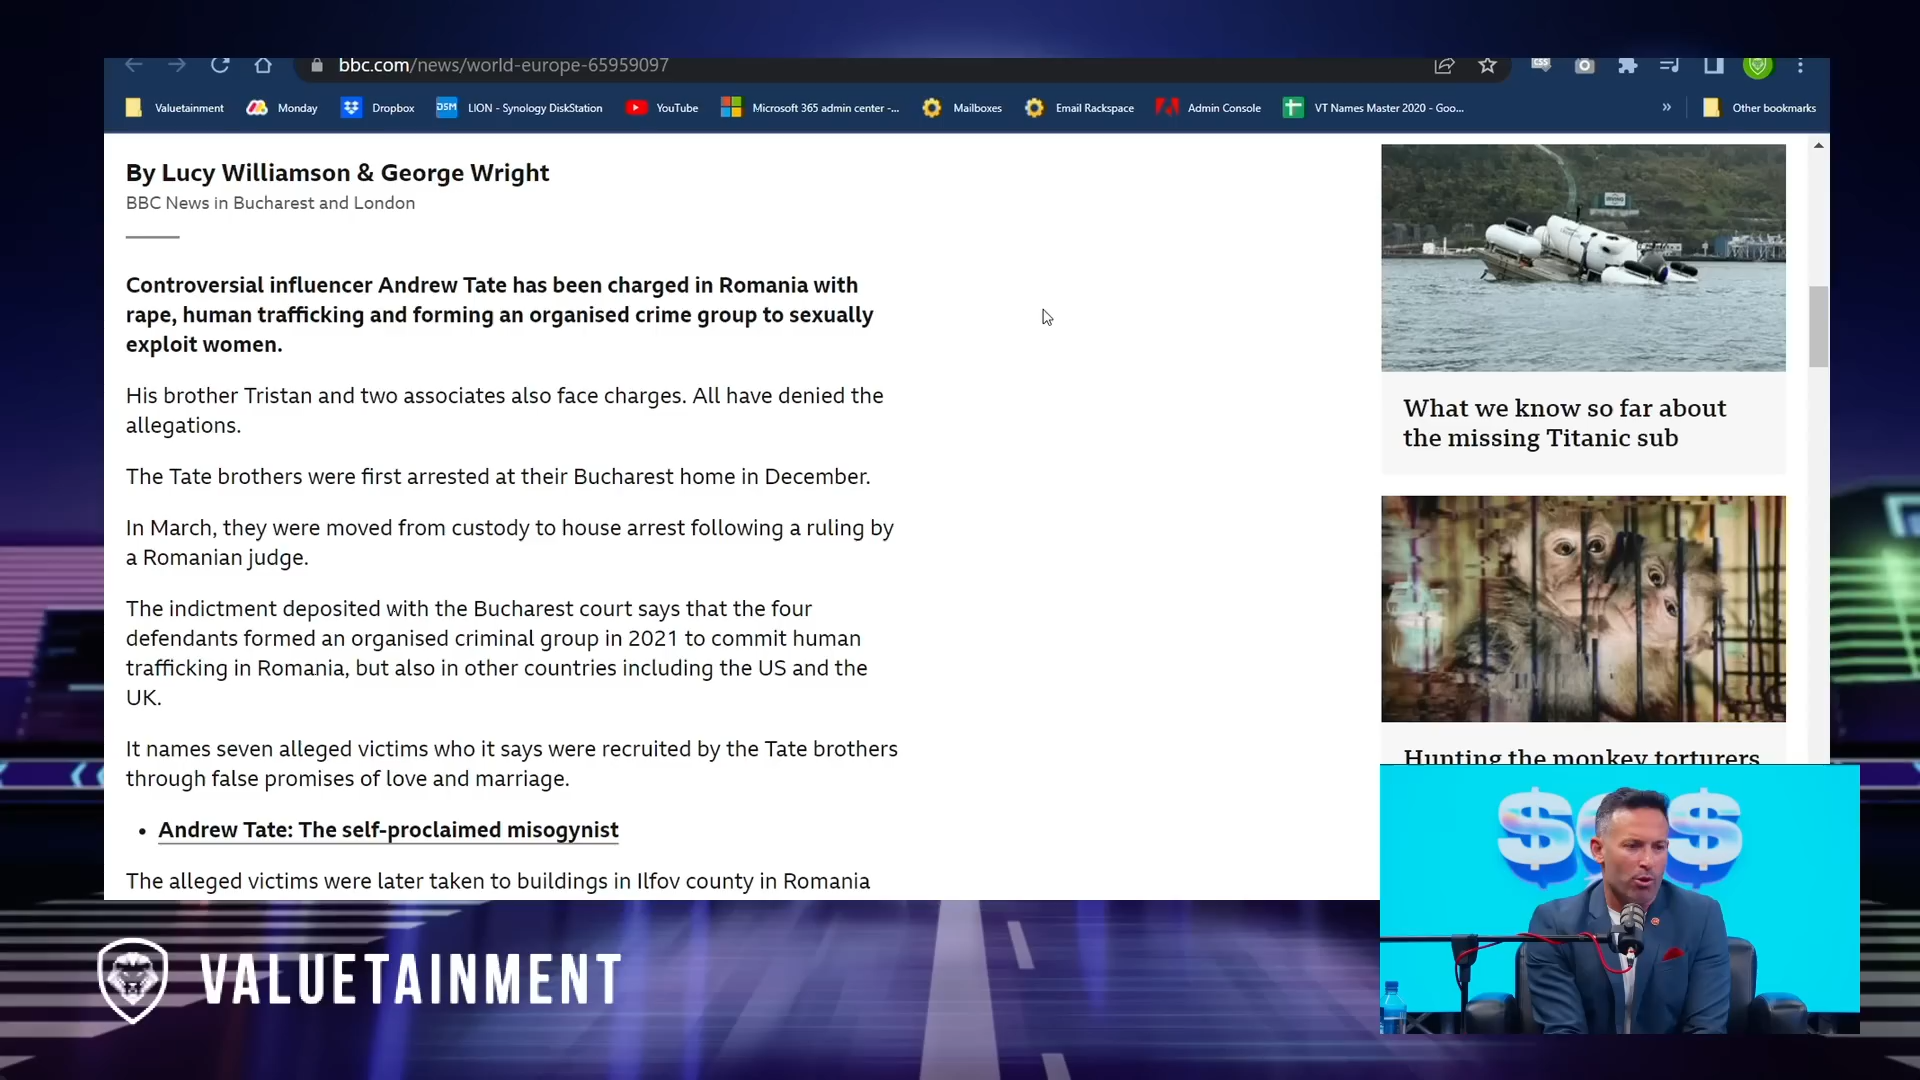 bbc.com/news/world-europe-65959097
Valuetainment Monday Dropbox LION - Synology DiskStation YouTube Microsoft 365 admin center -... Mailboxes Email Rackspace Admin Console VT Names Master 2020 - Goo... » Other bookmarks
By Lucy Williamson & George Wright
BBC News in Bucharest and London
Controversial influencer Andrew Tate has been charged in Romania with
rape, human trafficking and forming an organised crime group to sexually
exploit women.
His brother Tristan and two associates also face charges. All have denied the
allegations.
The Tate brothers were first arrested at their Bucharest home in December.
In March, they were moved from custody to house arrest following a ruling by
a Romanian judge.
The indictment deposited with the Bucharest court says that the four
defendants formed an organised criminal group in 2021 to commit human
trafficking in Romania, but also in other countries including the US and the
UK.
It names seven alleged victims who it says were recruited by the Tate brothers
through false promises of love and marriage.
• Andrew Tate: The self-proclaimed misogynist
The alleged victims were later taken to buildings in Ilfov county in Romania
What we know so far about
the missing Titanic sub
Hunting the monkey torturers
$$$
VALUETAINMENT